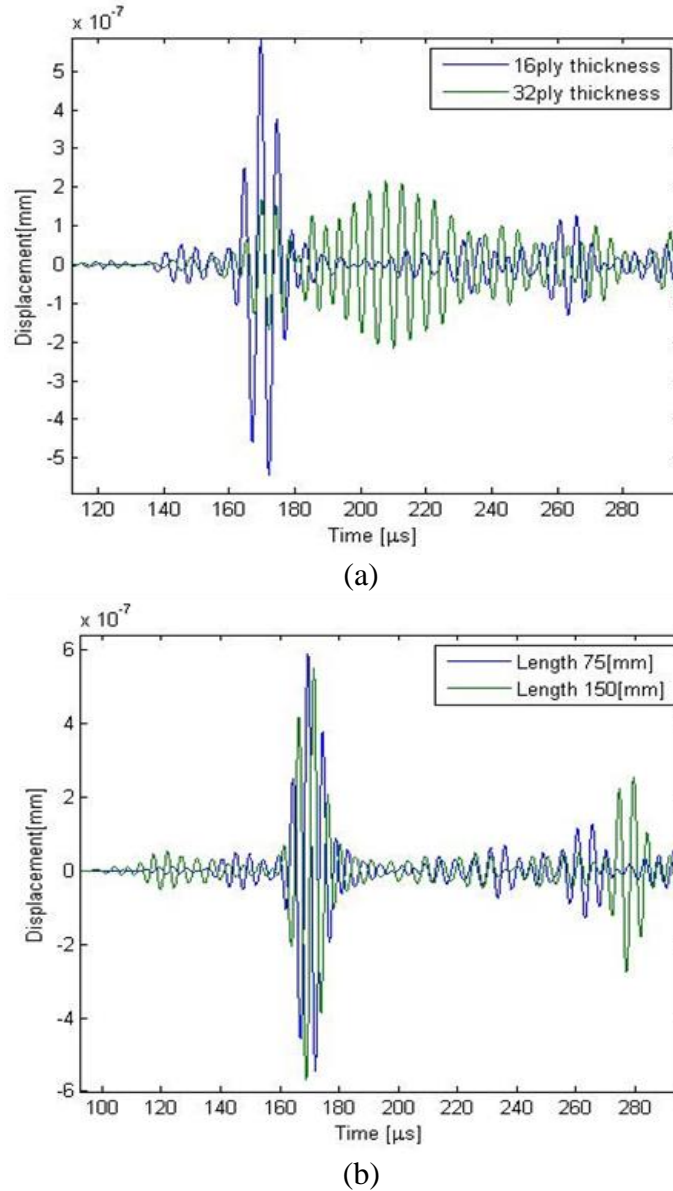 x 10-7
5
4
3
2
1
0
-1
-2
-3
-4
-5
Displacement[mm]
16ply thickness
32ply thickness
120 140 160 180 200 220 240 260 280
Time [µs]
(a)
x 10-7
6
4
2
0
-2
-4
-6
Displacement[mm]
Length 75[mm]
Length 150[mm]
100 120 140 160 180 200 220 240 260 280
Time [µs]
(b)